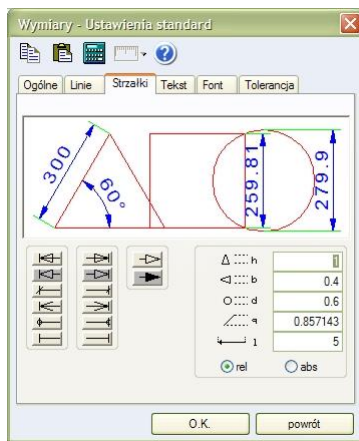 Wymiary - Ustawienia standard
Ogólne Linie Strzałki Tekst Font Tolerancja
300
60°
259.81
279.9
h 1
b 0.4
d 0.6
q 0.857143
1 5
rel abs
O.K. powrót